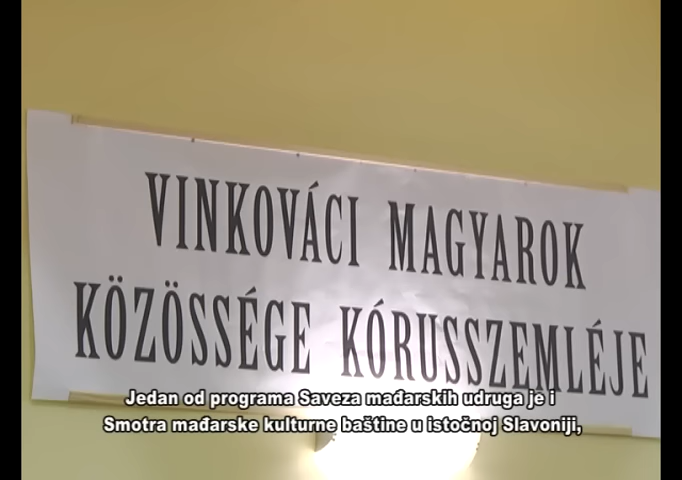 VINKOVÁCI MAGYAROK
KÖZÖSSÉGE KÓRUSSZEMLÉJE
Jedan od programa Saveza mađarskih udruga je i
Smotra mađarske kulturne baštine u istočnoj Slavoniji,